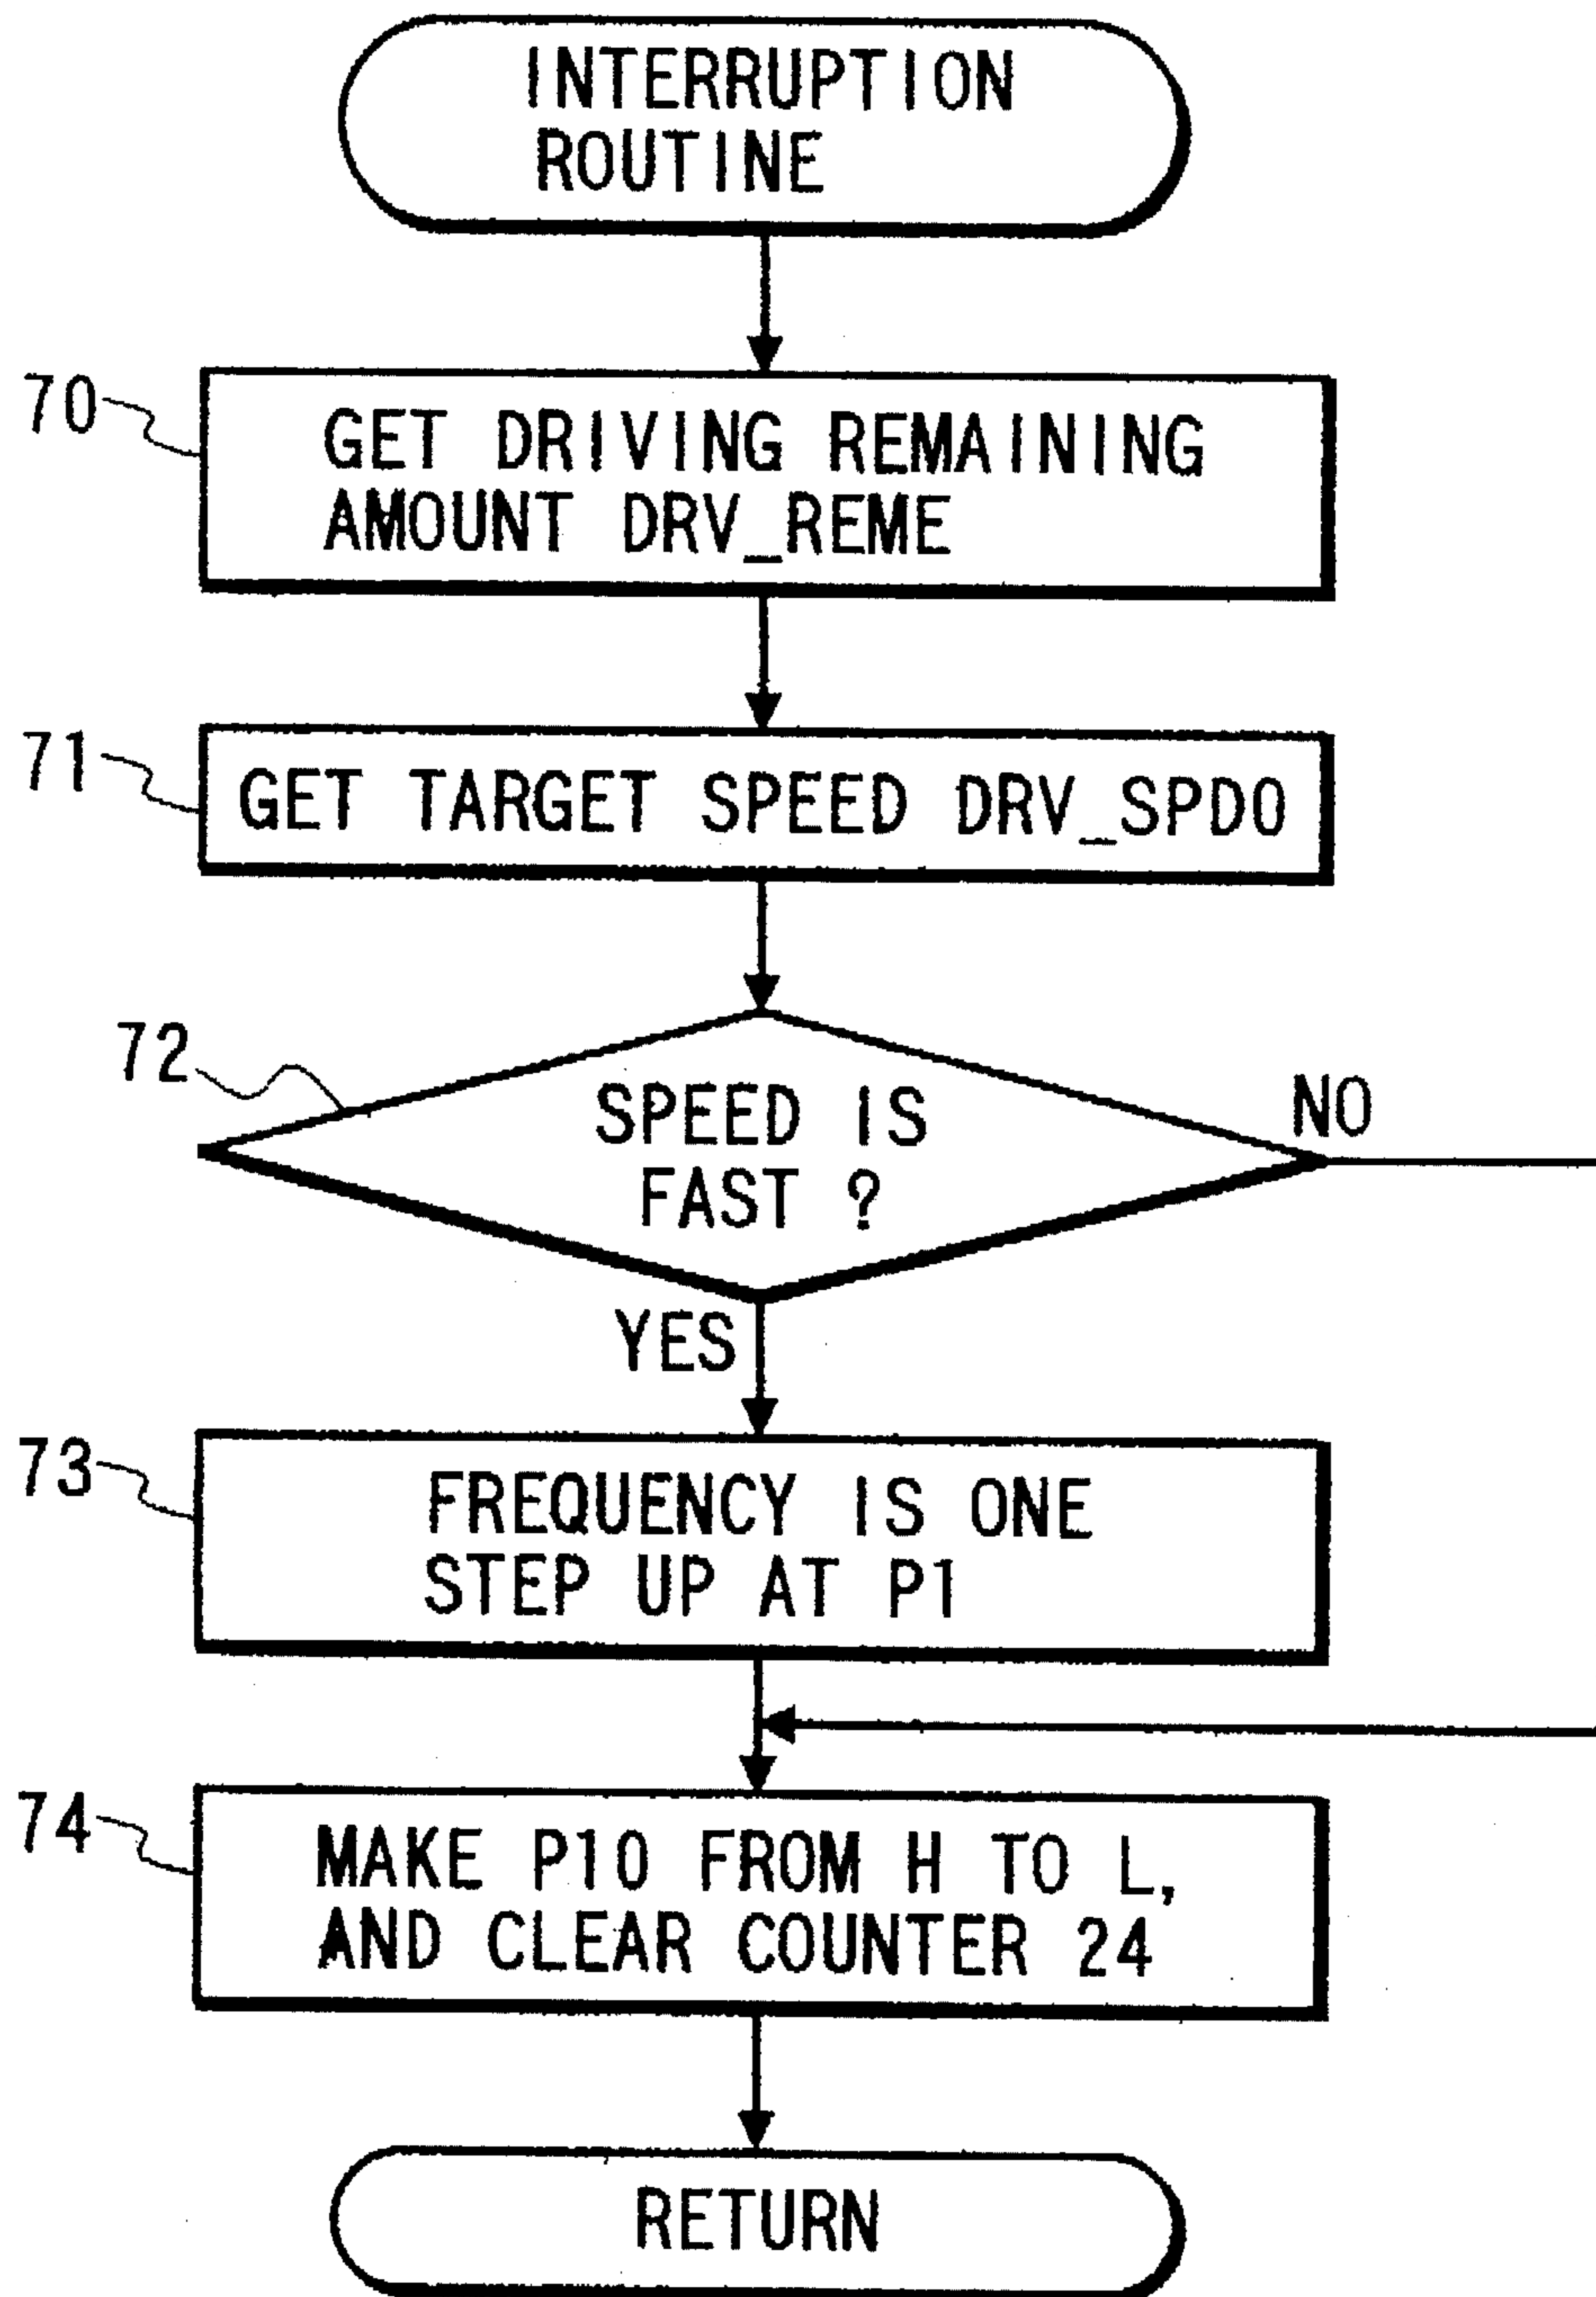 INTERRUPTION
ROUTINE
70
GET DRIVING REMAINING
AMOUNT DRV_REME
71
GET TARGET SPEED DRV_SPD0
72
SPEED IS
FAST ?
NO
YES
73
FREQUENCY IS ONE
STEP UP AT P1
74
MAKE P10 FROM H TO L,
AND CLEAR COUNTER 24
RETURN